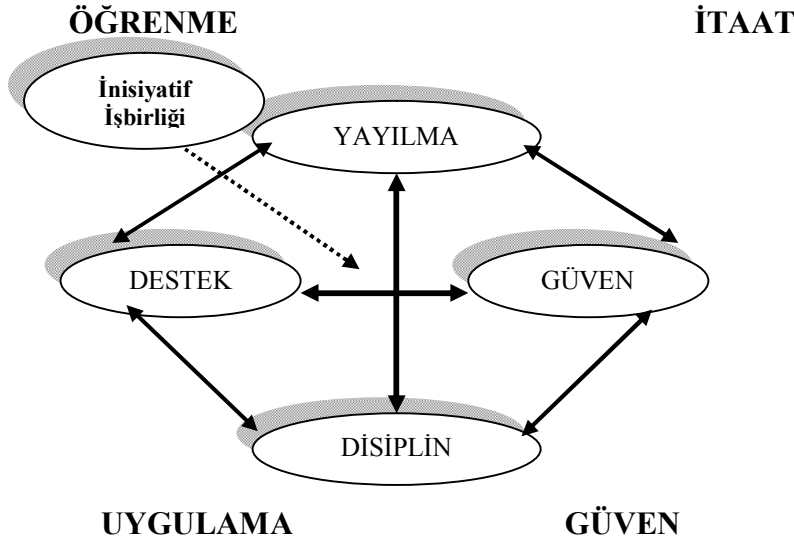 ÖĞRENME
İTAAT
İnisiyatif
İşbirliği
YAYILMA
DESTEK
GÜVEN
DİSİPLİN
UYGULAMA
GÜVEN